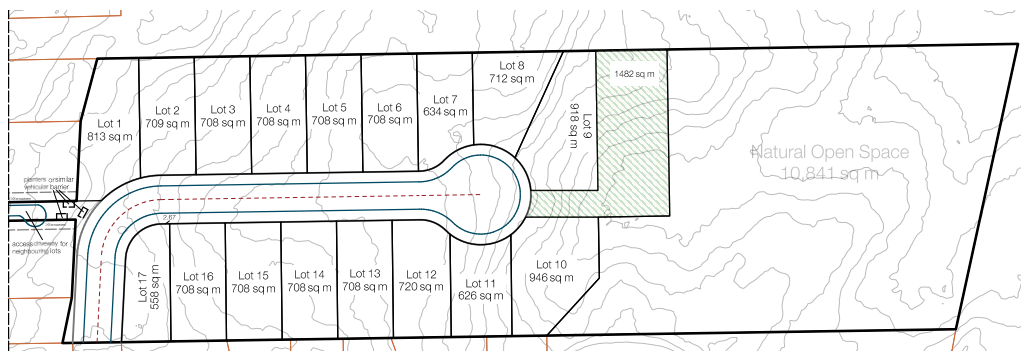 Lot 1
813 sq m
Lot 2
709 sq m
Lot 3
708 sq m
Lot 4
708 sq m
Lot 5
708 sq m
Lot 6
708 sq m
Lot 7
634 sq m
Lot 8
712 sq m
Lot 9
918 sq m
1482 sq m
Natural Open Space
10,841 sq m
planters or similar
vehicular barrier
access driveway for
neighbouring lots
2.57
Lot 17
558 sq m
Lot 16
708 sq m
Lot 15
708 sq m
Lot 14
708 sq m
Lot 13
708 sq m
Lot 12
720 sq m
Lot 11
626 sq m
Lot 10
946 sq m